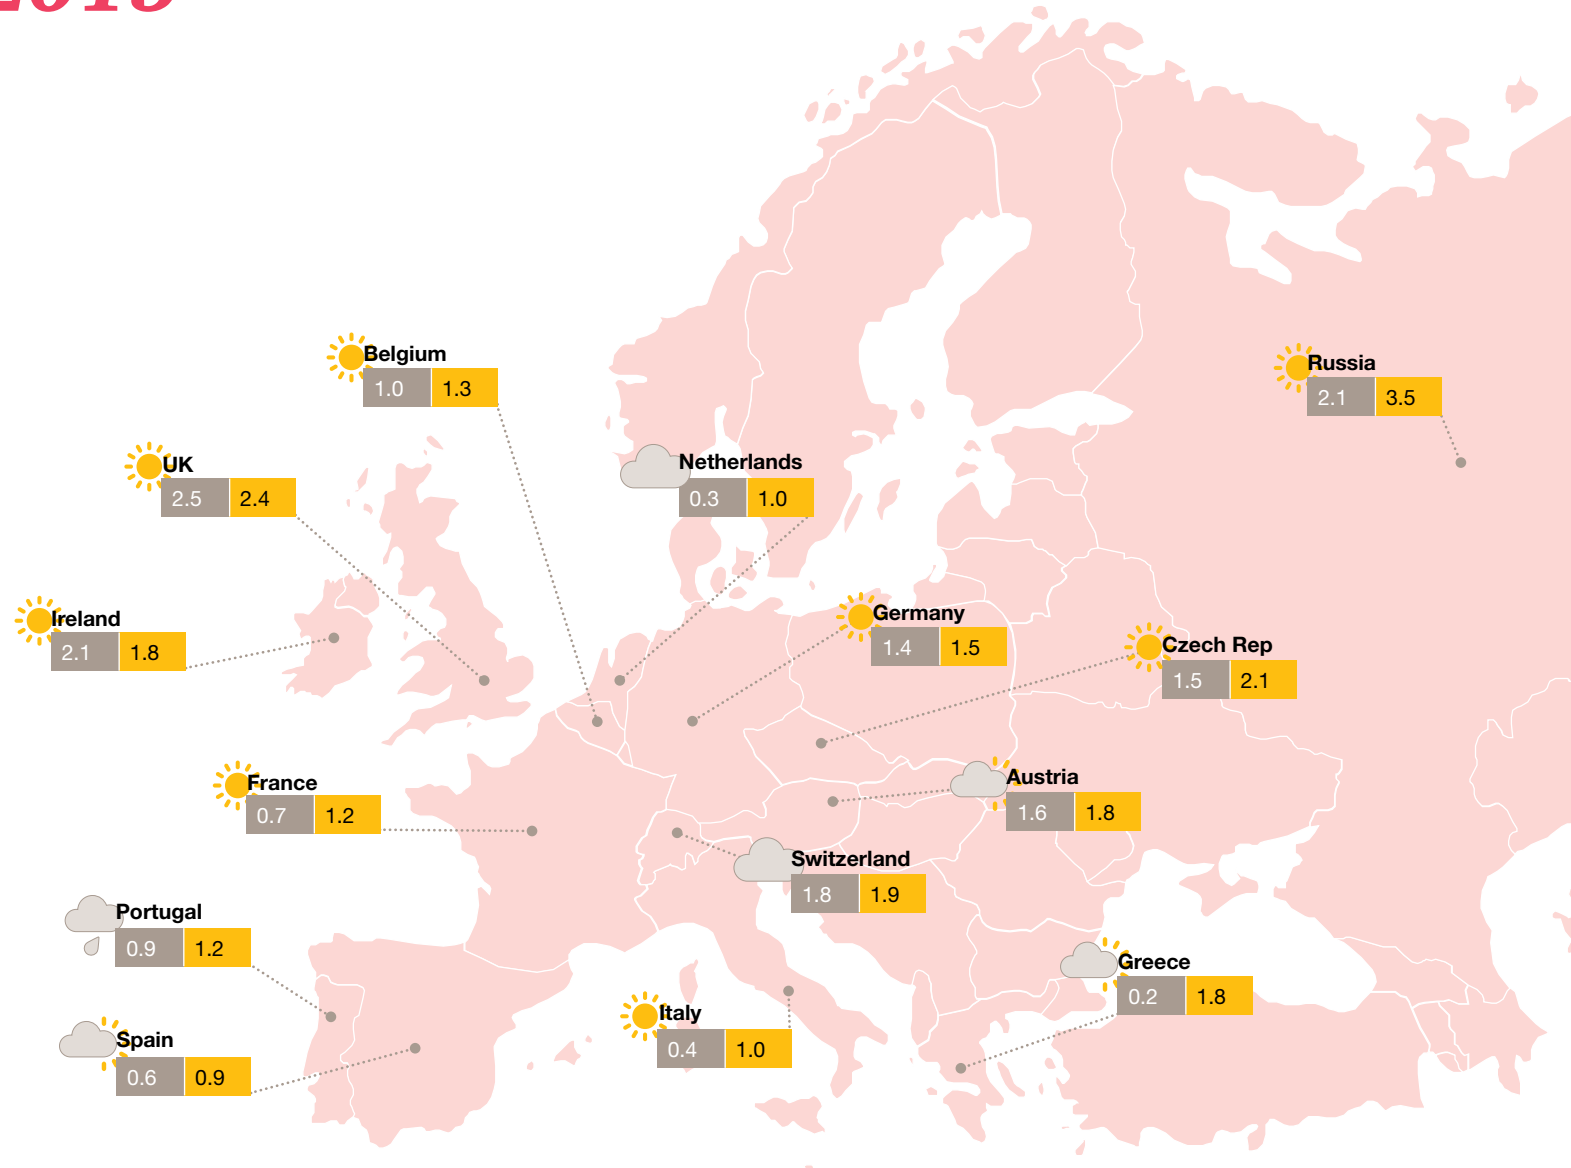 Belgium
1.0 1.3
Russia
2.1 3.5
UK
2.5 2.4
Netherlands
0.3 1.0
Ireland
2.1 1.8
Germany
1.4 1.5
Czech Rep
1.5 2.1
France
0.7 1.2
Austria
1.6 1.8
Switzerland
1.8 1.9
Portugal
0.9 1.2
Greece
0.2 1.8
Italy
0.4 1.0
Spain
0.6 0.9